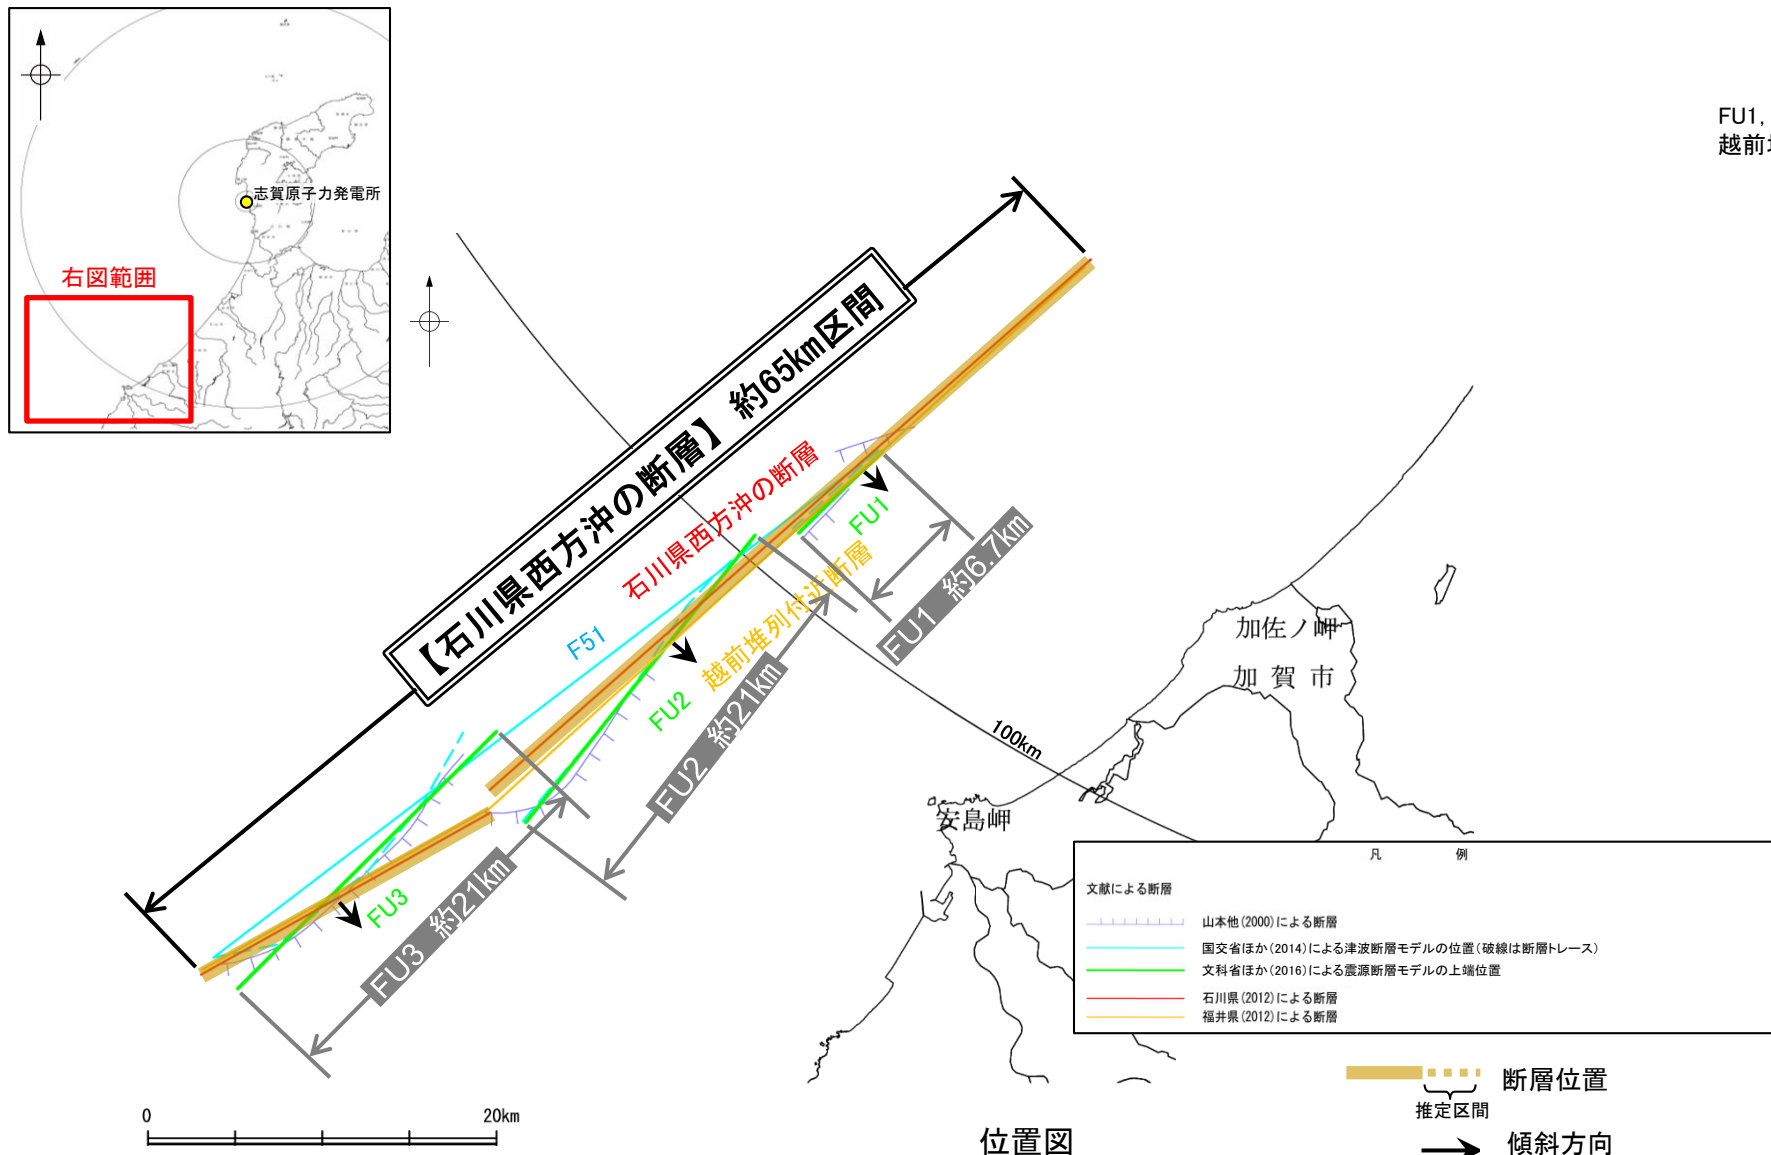 志賀原子力発電所
右図範囲
FU1,
越前
【石川県西方沖の断層】 約65km区間
石川県西方沖の断層
FU1
FU1 約6.7km
F51
越前堆列付近断層
FU2
FU2 約21km
FU3
FU3 約21km
100km
加佐ノ岬
加賀市
安島岬
凡 例
文献による断層
山本他(2000)による断層
国交省ほか(2014)による津波断層モデルの位置(破線は断層トレース)
文科省ほか(2016)による震源断層モデルの上端位置
石川県(2012)による断層
福井県(2012)による断層
断層位置
推定区間
傾斜方向
0 20km
位置図